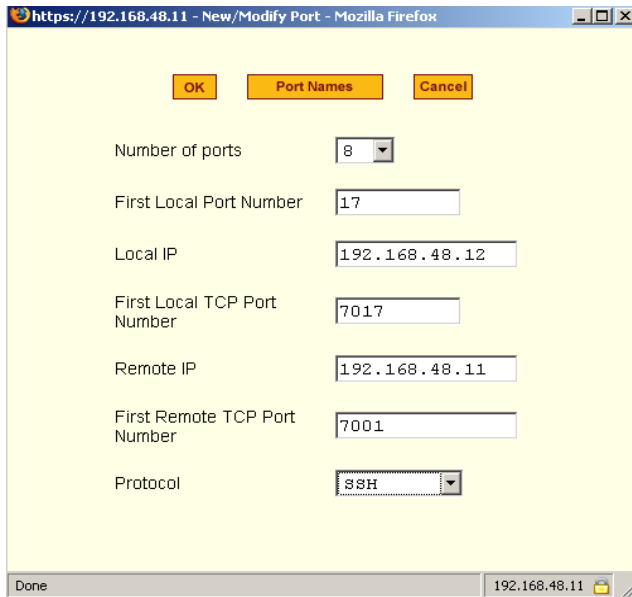 https://192.168.48.11 - New/Modify Port - Mozilla Firefox
OK Port Names Cancel
Number of ports 8
First Local Port Number 17
Local IP 192.168.48.12
First Local TCP Port
Number 7017
Remote IP 192.168.48.11
First Remote TCP Port
Number 7001
Protocol SSH
Done 192.168.48.11